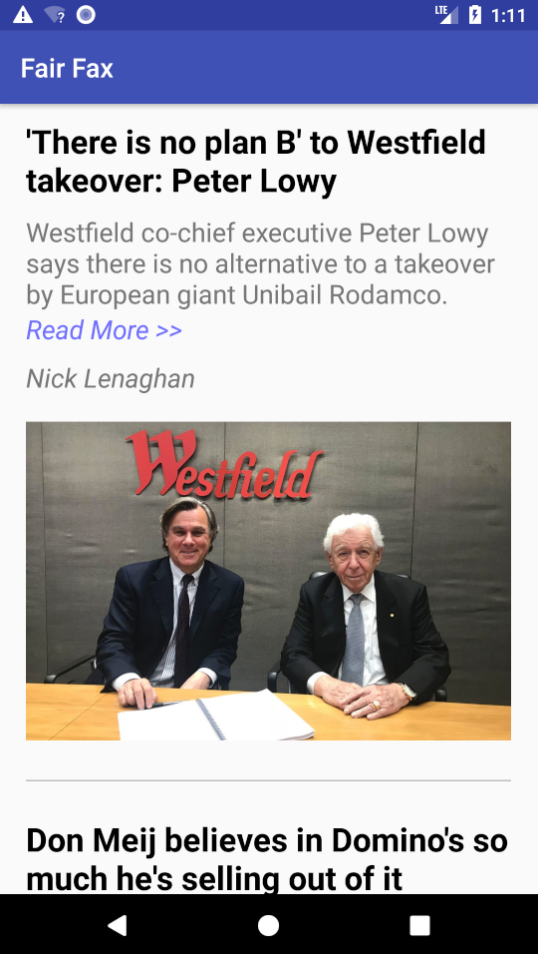 LTE 1:11
Fair Fax
'There is no plan B' to Westfield
takeover: Peter Lowy
Westfield co-chief executive Peter Lowy
says there is no alternative to a takeover
by European giant Unibail Rodamco.
Read More >>
Nick Lenaghan
Westfield
Don Meij believes in Domino's so
much he's selling out of it